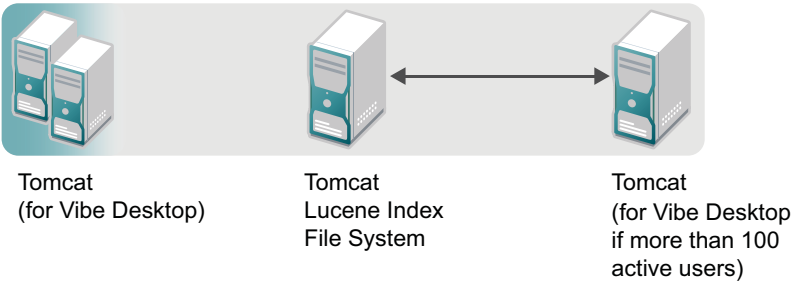 Tomcat
(for Vibe Desktop)
Tomcat
Lucene Index
File System
Tomcat
(for Vibe Desktop
if more than 100
active users)